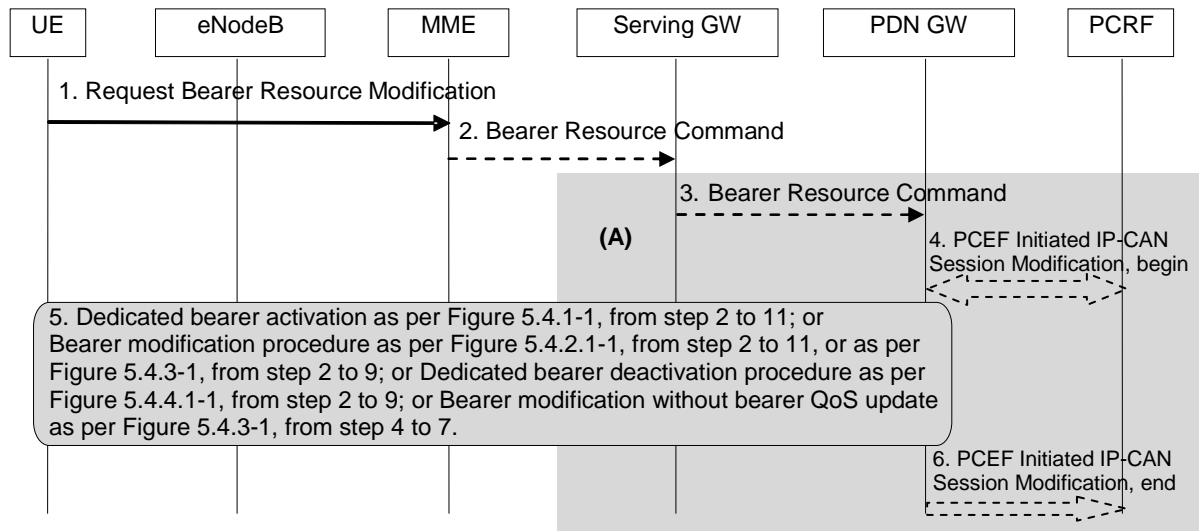 UE
eNodeB
MME
Serving GW
PDN GW
PCRF
1. Request Bearer Resource Modification
2. Bearer Resource Command
3. Bearer Resource Command
(A)
4. PCEF Initiated IP-CAN
Session Modification, begin
5. Dedicated bearer activation as per Figure 5.4.1-1, from step 2 to 11; or
Bearer modification procedure as per Figure 5.4.2.1-1, from step 2 to 11, or as per
Figure 5.4.3-1, from step 2 to 9; or Dedicated bearer deactivation procedure as per
Figure 5.4.4.1-1, from step 2 to 9; or Bearer modification without bearer QoS update
as per Figure 5.4.3-1, from step 4 to 7.
6. PCEF Initiated IP-CAN
Session Modification, end